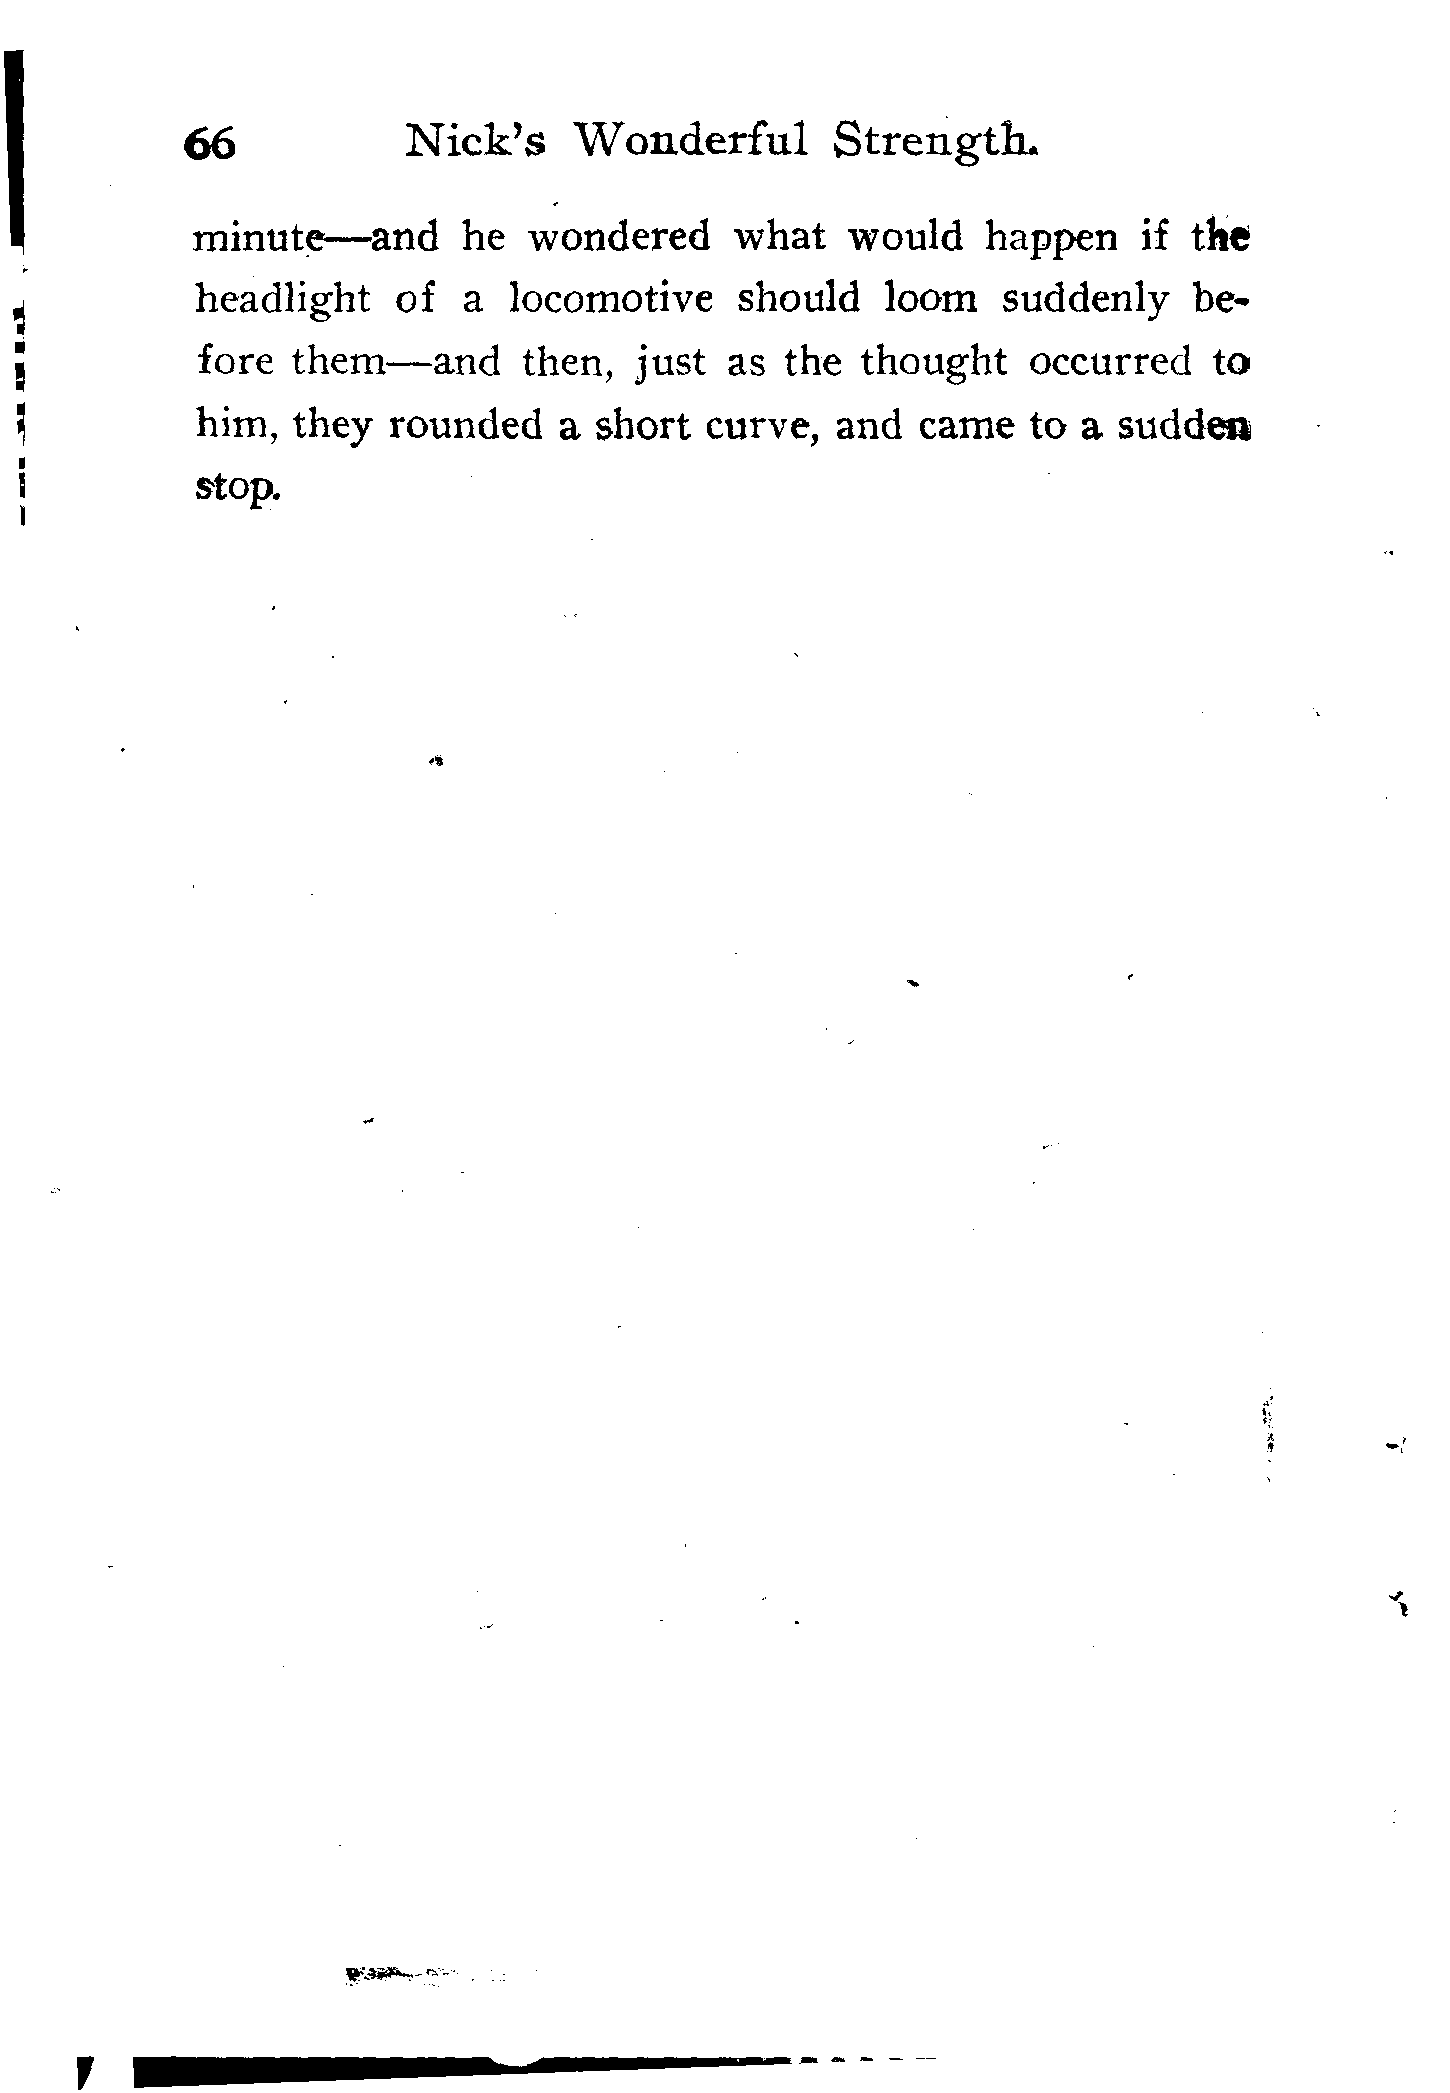 66 Nick's Wonderful Strength.
minute—and he wondered what would happen if the
headlight of a locomotive should loom suddenly be-
fore them—and then, just as the thought occurred to
him, they rounded a short curve, and came to a sudden
stop.